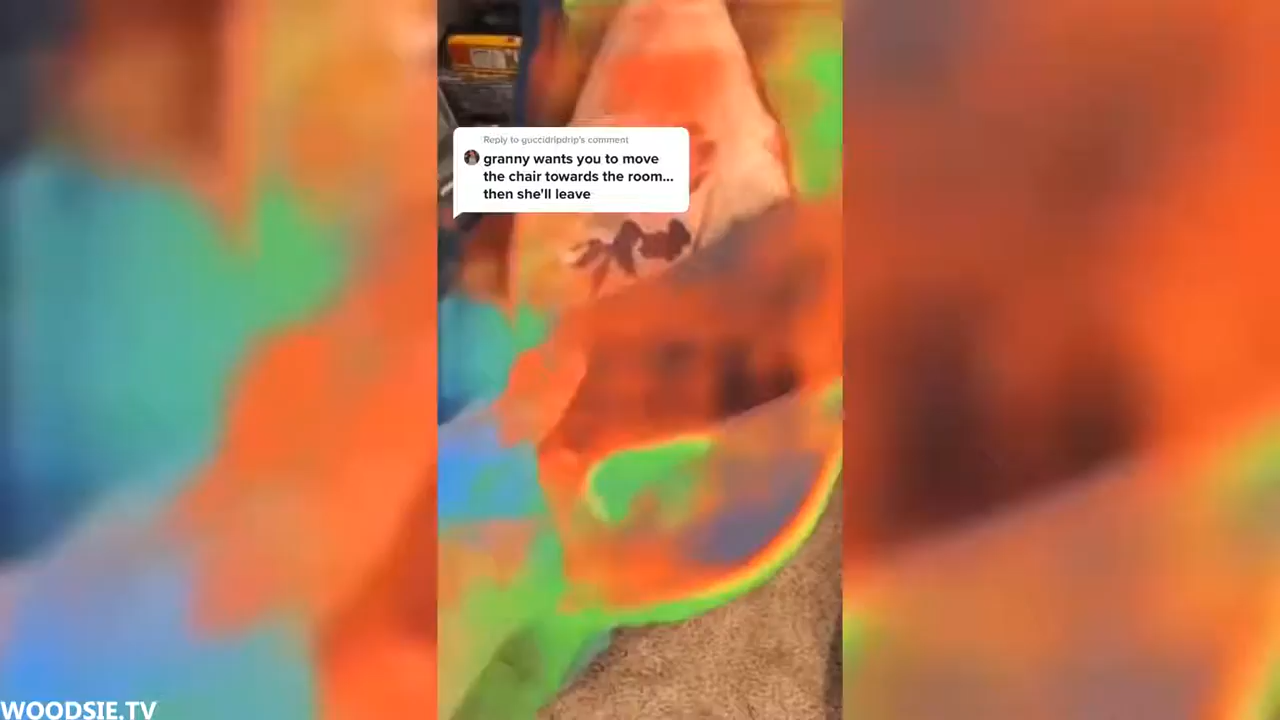 Reply to guccidripdrip's comment
granny wants you to move
the chair towards the room...
then she'll leave
WOODSIE.TV